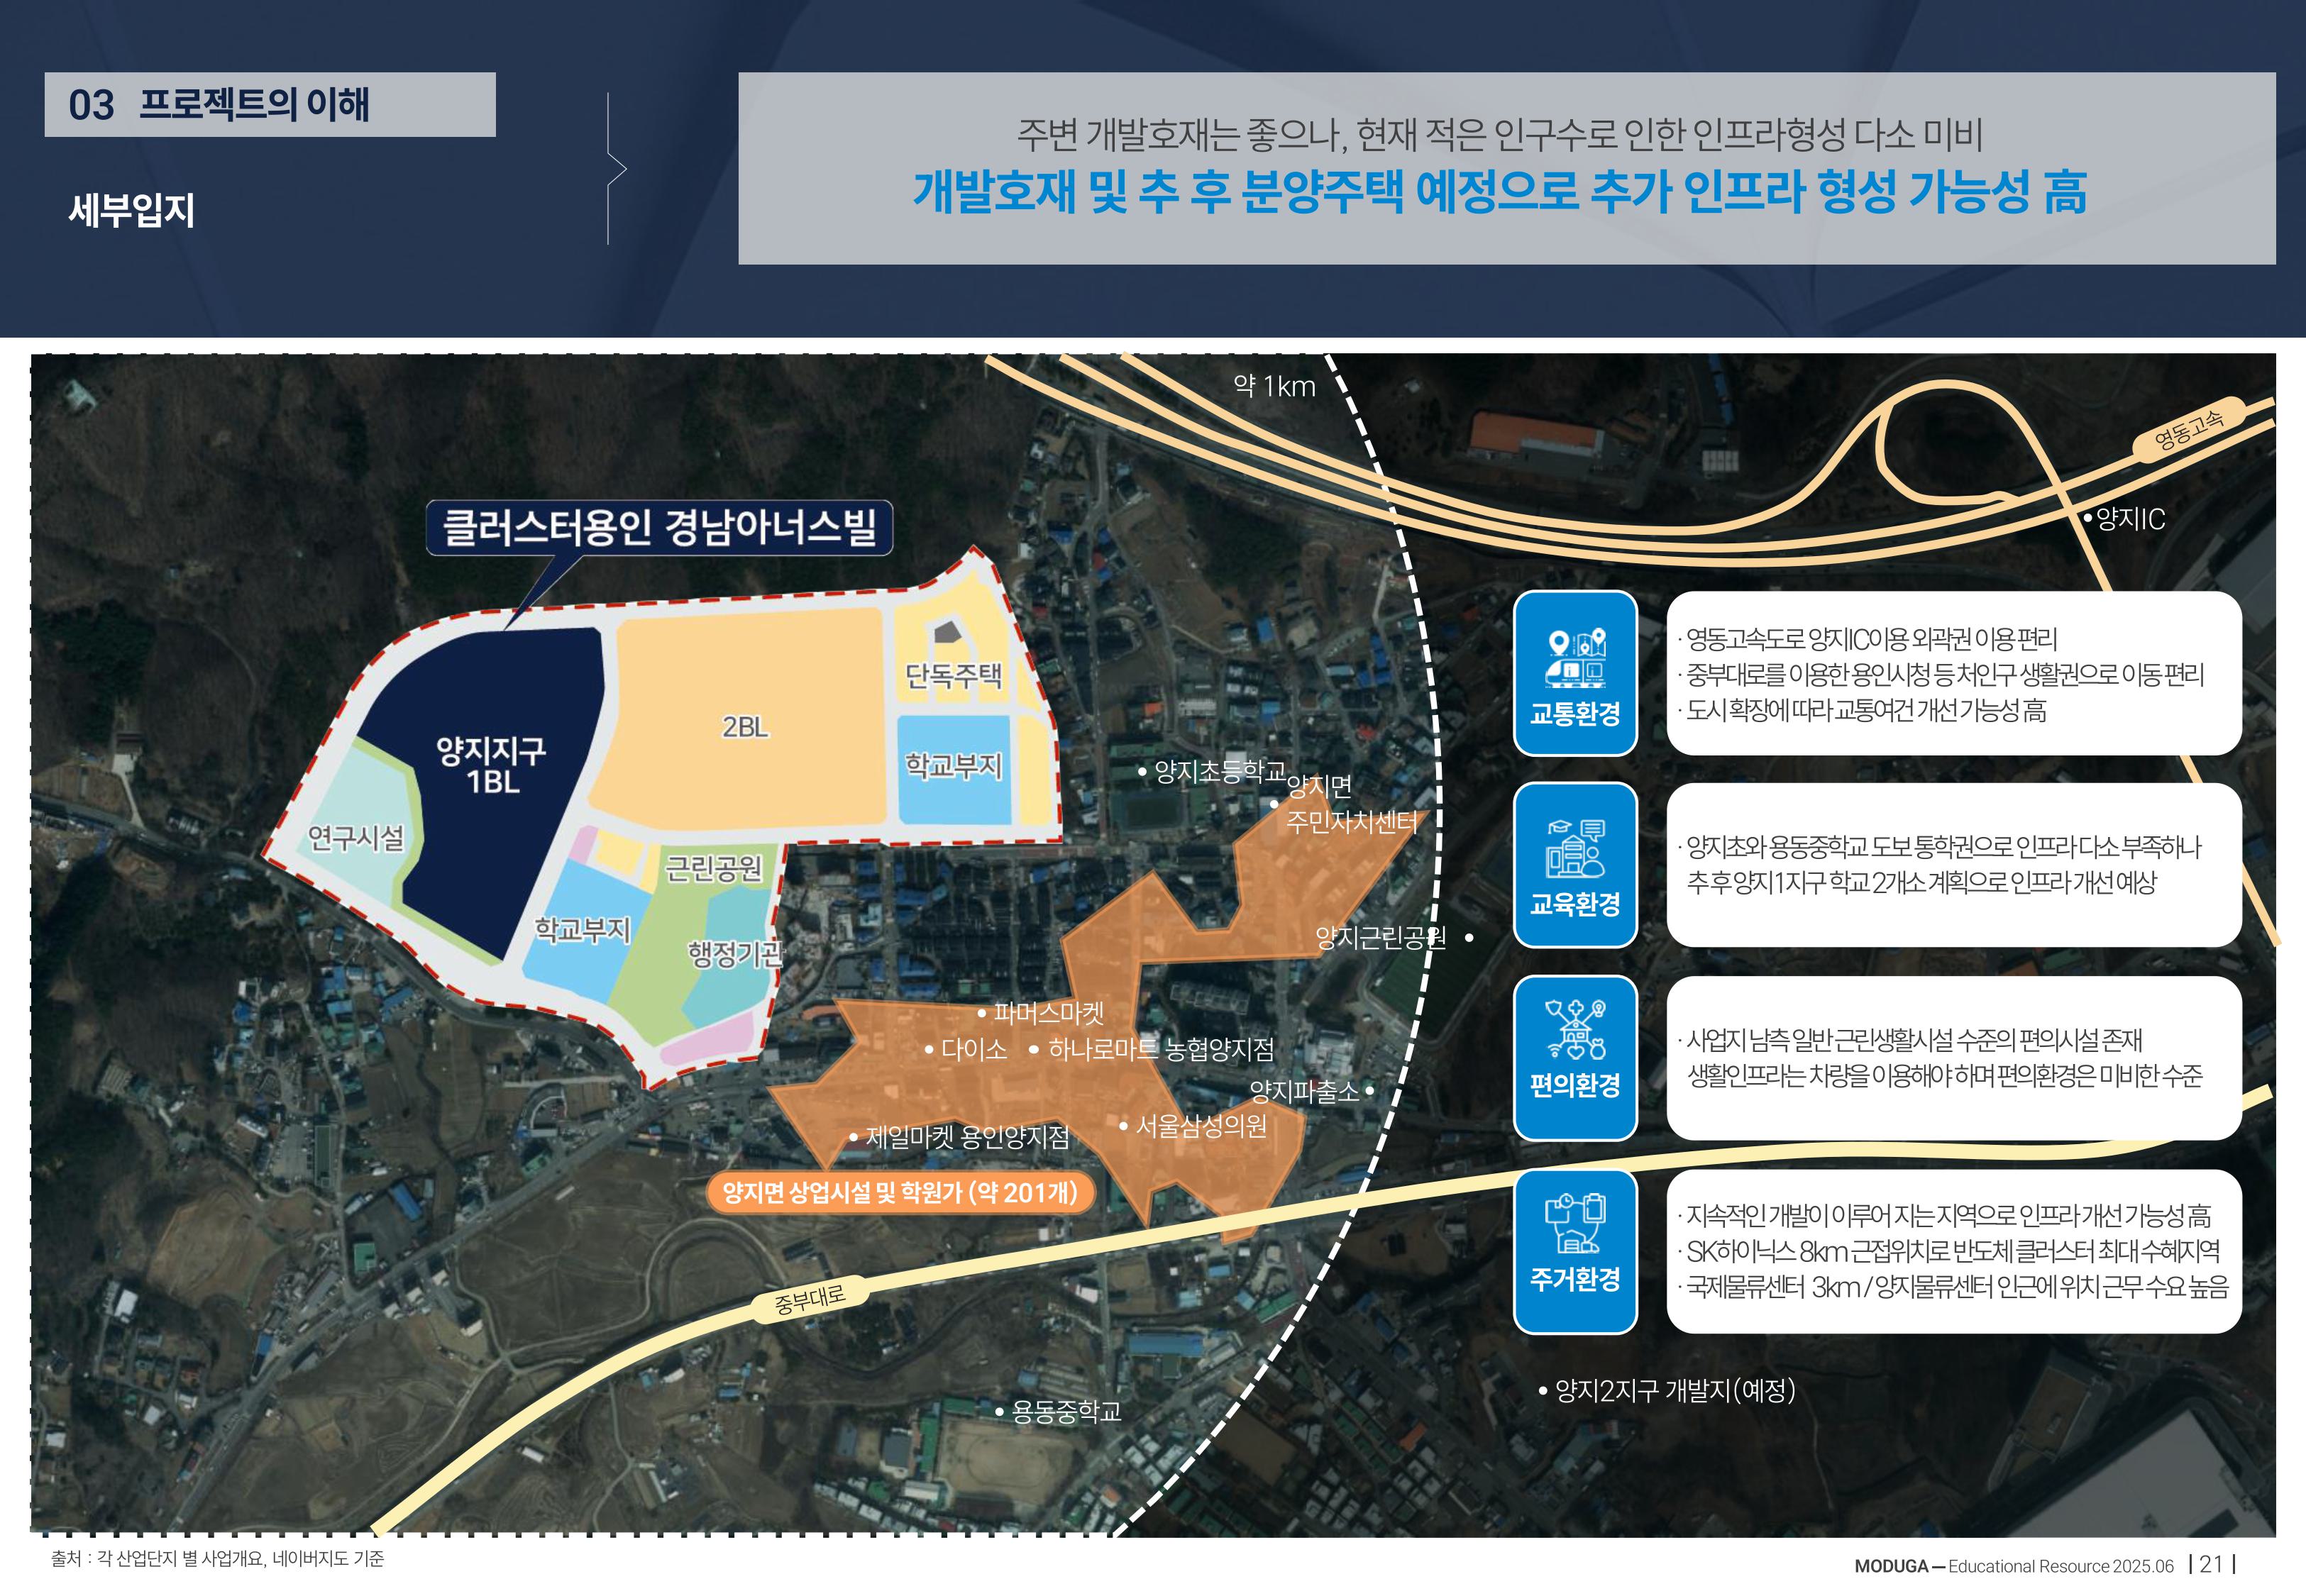 03 프로젝트의 이해
세부입지
주변 개발호재는 좋으나, 현재 적은 인구수로 인한 인프라형성 다소 미비
개발호재 및 추 후 분양주택 예정으로 추가 인프라 형성 가능성 高
약 1km
영동고속
양지IC
클러스터용인 경남아너스빌
단독주택
2BL
양지지구
1BL
학교부지
연구시설
근린공원
학교부지
행정기관
양지초등학교
양지면
주민자치센터
양지근린공원
파머스마켓
다이소
하나로마트 농협양지점
양지파출소
서울삼성의원
제일마켓 용인양지점
양지면 상업시설 및 학원가 (약 201개)
중부대로
용동중학교
양지2지구 개발지(예정)
교통환경
· 영동고속도로 양지IC이용 외곽권 이용 편리
· 중부대로를 이용한 용인시청 등 처인구 생활권으로 이동 편리
· 도시 확장에 따라 교통여건 개선 가능성 高
교육환경
· 양지초와 용동중학교 도보 통학권으로 인프라 다소 부족하나
추 후 양지1지구 학교 2개소 계획으로 인프라 개선 예상
편의환경
· 사업지 남측 일반 근린생활시설 수준의 편의시설 존재
생활인프라는 차량을 이용해야 하며 편의환경은 미비한 수준
주거환경
· 지속적인 개발이 이루어 지는 지역으로 인프라 개선 가능성 高
· SK하이닉스 8km 근접위치로 반도체 클러스터 최대 수혜지역
· 국제물류센터 3km / 양지물류센터 인근에 위치 근무 수요 높음
출처 : 각 산업단지 별 사업개요, 네이버지도 기준
MODUGA — Educational Resource 2025.06 | 21 |